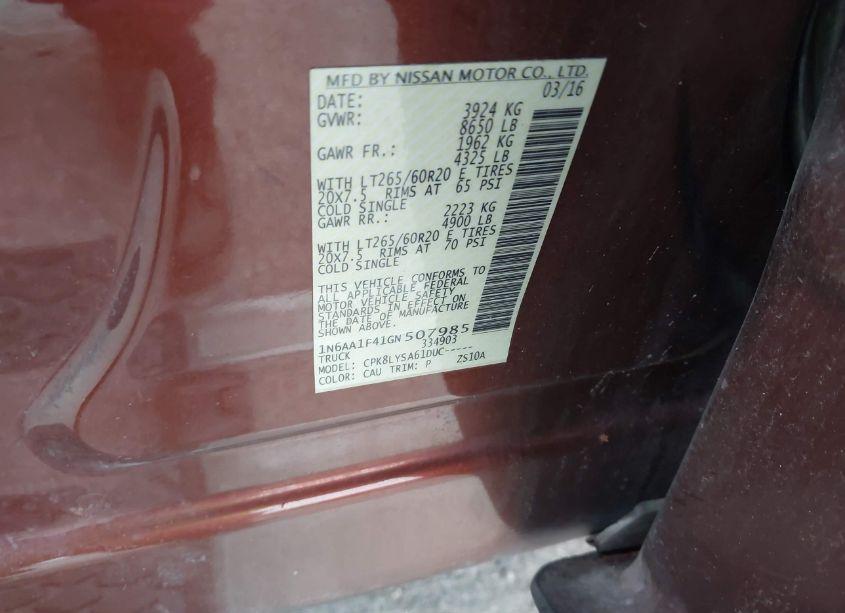 MFD BY NISSAN MOTOR CO., LTD.
DATE: 03/16
GVWR: 3924 KG
8650 LB
GAWR FR.: 1962 KG
4325 LB
WITH LT265/60R20 E TIRES
20X7.5 RIMS AT 65 PSI
COLD SINGLE
GAWR RR.: 2223 KG
4900 LB
WITH LT265/60R20 E TIRES
20X7.5 RIMS AT 70 PSI
COLD SINGLE
THIS VEHICLE CONFORMS TO
ALL APPLICABLE FEDERAL
MOTOR VEHICLE SAFETY
STANDARDS IN EFFECT ON
THE DATE OF MANUFACTURE
SHOWN ABOVE.
1N6AA1F41GN507985
TRUCK 334903
MODEL: CPK8LYSA61DUC-----
COLOR: CAU TRIM: P ZS10A